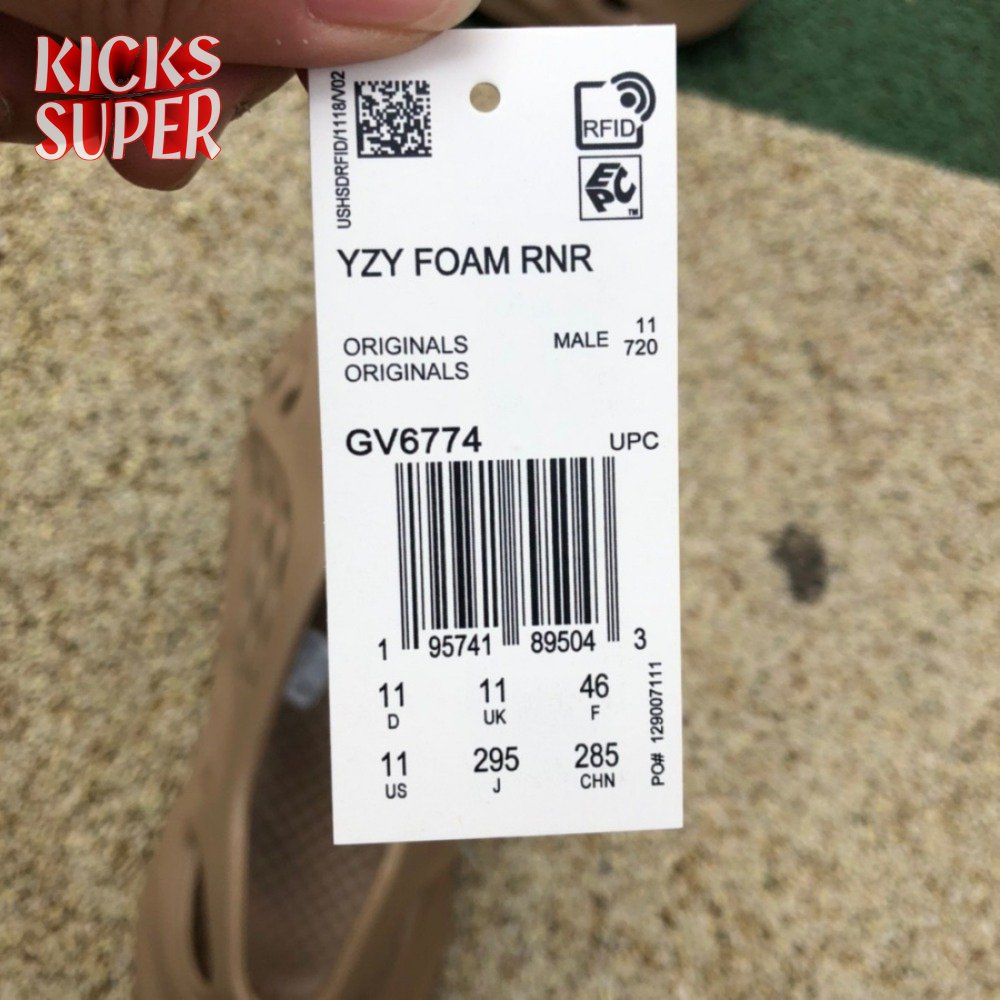 KICKS
SUPER
USHSDRFID/1118/V02
RFID
EPC
TM
YZY FOAM RNR
ORIGINALS
ORIGINALS
MALE 11
720
GV6774
UPC
1 95741 89504 3
11 11 46
D UK F
11 295 285
US J CHN
PO# 129007111